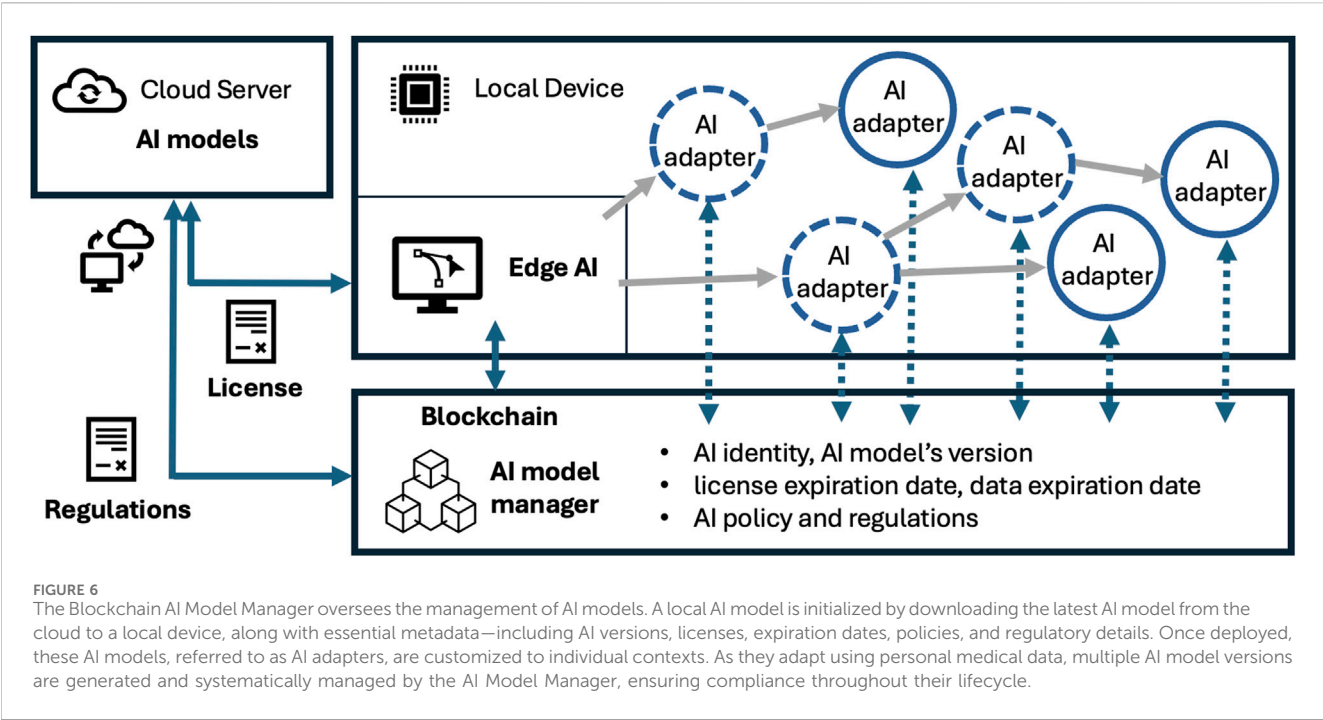 Cloud Server
AI models
Local Device
AI
adapter
AI
adapter
AI
adapter
AI
adapter
Edge AI
AI
adapter
AI
adapter
License
Regulations
Blockchain
AI model
manager
• AI identity, AI model’s version
• license expiration date, data expiration date
• AI policy and regulations
FIGURE 6
The Blockchain AI Model Manager oversees the management of AI models. A local AI model is initialized by downloading the latest AI model from the
cloud to a local device, along with essential metadata—including AI versions, licenses, expiration dates, policies, and regulatory details. Once deployed,
these AI models, referred to as AI adapters, are customized to individual contexts. As they adapt using personal medical data, multiple AI model versions
are generated and systematically managed by the AI Model Manager, ensuring compliance throughout their lifecycle.